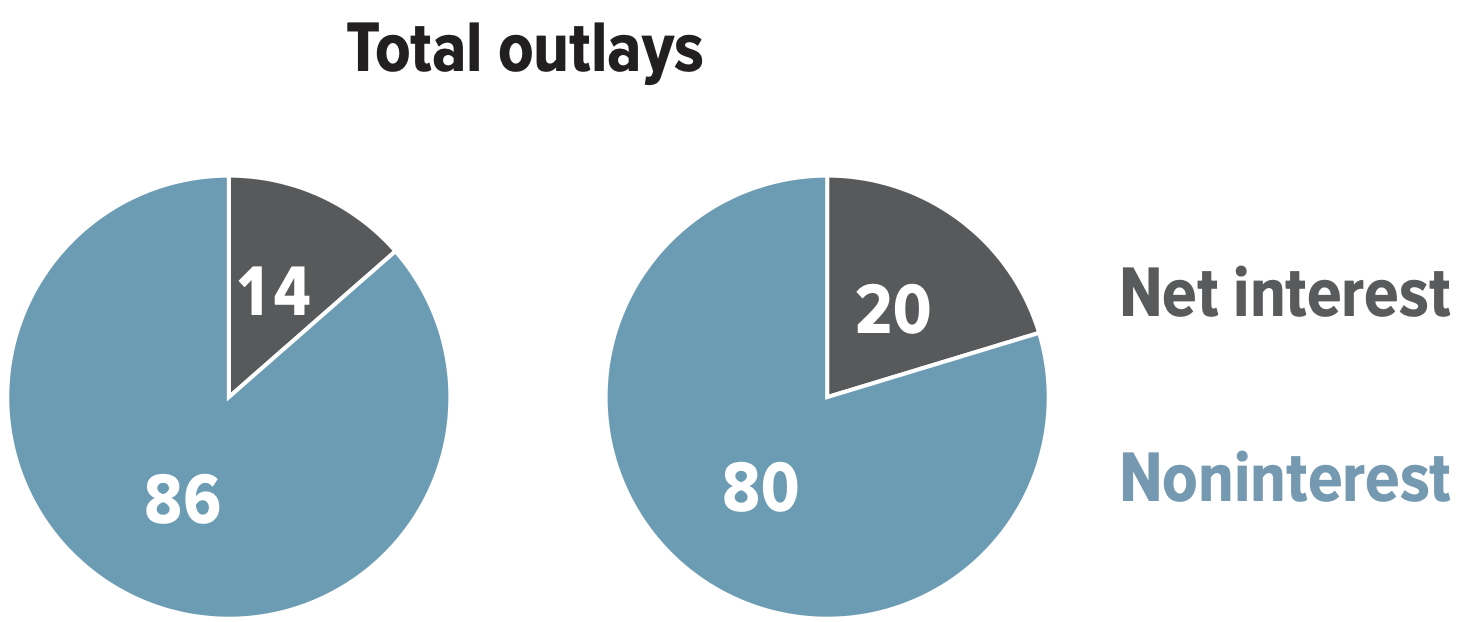 Total outlays
14
20
Net interest
86
80
Noninterest